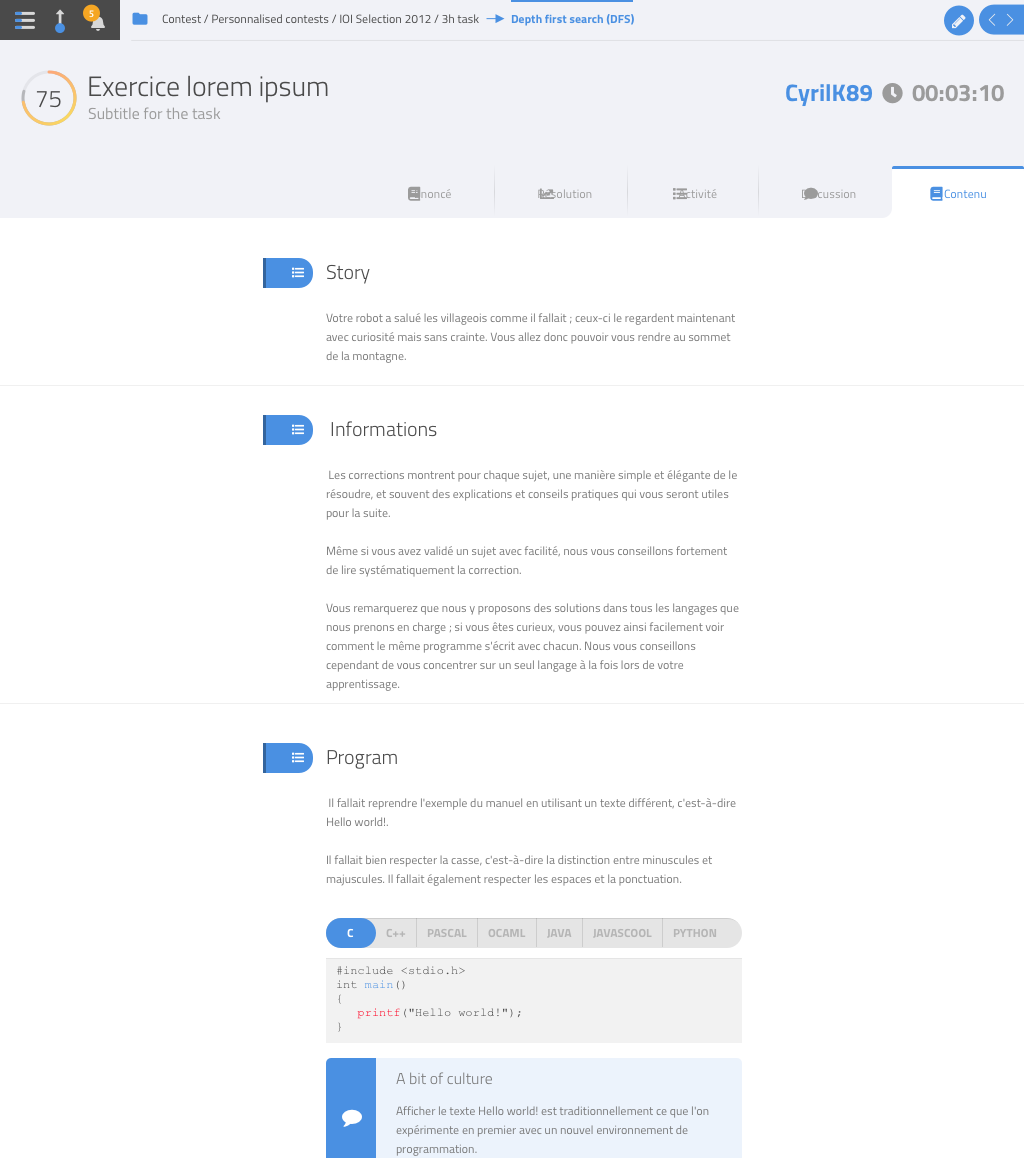 5
Contest / Personnalised contests / IOI Selection 2012 / 3h task Depth first search (DFS)
75
Exercice lorem ipsum
Subtitle for the task
CyrilK89 00:03:10
Contenu
Story
Votre robot a salué les villageois comme il fallait ; ceux-ci le regardent maintenant
avec curiosité mais sans crainte. Vous allez donc pouvoir vous rendre au sommet
de la montagne.
Informations
Les corrections montrent pour chaque sujet, une manière simple et élégante de le
résoudre, et souvent des explications et conseils pratiques qui vous seront utiles
pour la suite.
Même si vous avez validé un sujet avec facilité, nous vous conseillons fortement
de lire systématiquement la correction.
Vous remarquerez que nous y proposons des solutions dans tous les langages que
nous prenons en charge ; si vous êtes curieux, vous pouvez ainsi facilement voir
comment le même programme s'écrit avec chacun. Nous vous conseillons
cependant de vous concentrer sur un seul langage à la fois lors de votre
apprentissage.
Program
Il fallait reprendre l'exemple du manuel en utilisant un texte différent, c'est-à-dire
Hello world!.
Il fallait bien respecter la casse, c'est-à-dire la distinction entre minuscules et
majuscules. Il fallait également respecter les espaces et la ponctuation.
C C++ PASCAL OCAML JAVA JAVASCOOL PYTHON
#include <stdio.h>
int main()
{
printf("Hello world!");
}
A bit of culture
Afficher le texte Hello world! est traditionnellement ce que l'on
expérimente en premier avec un nouvel environnement de
programmation.